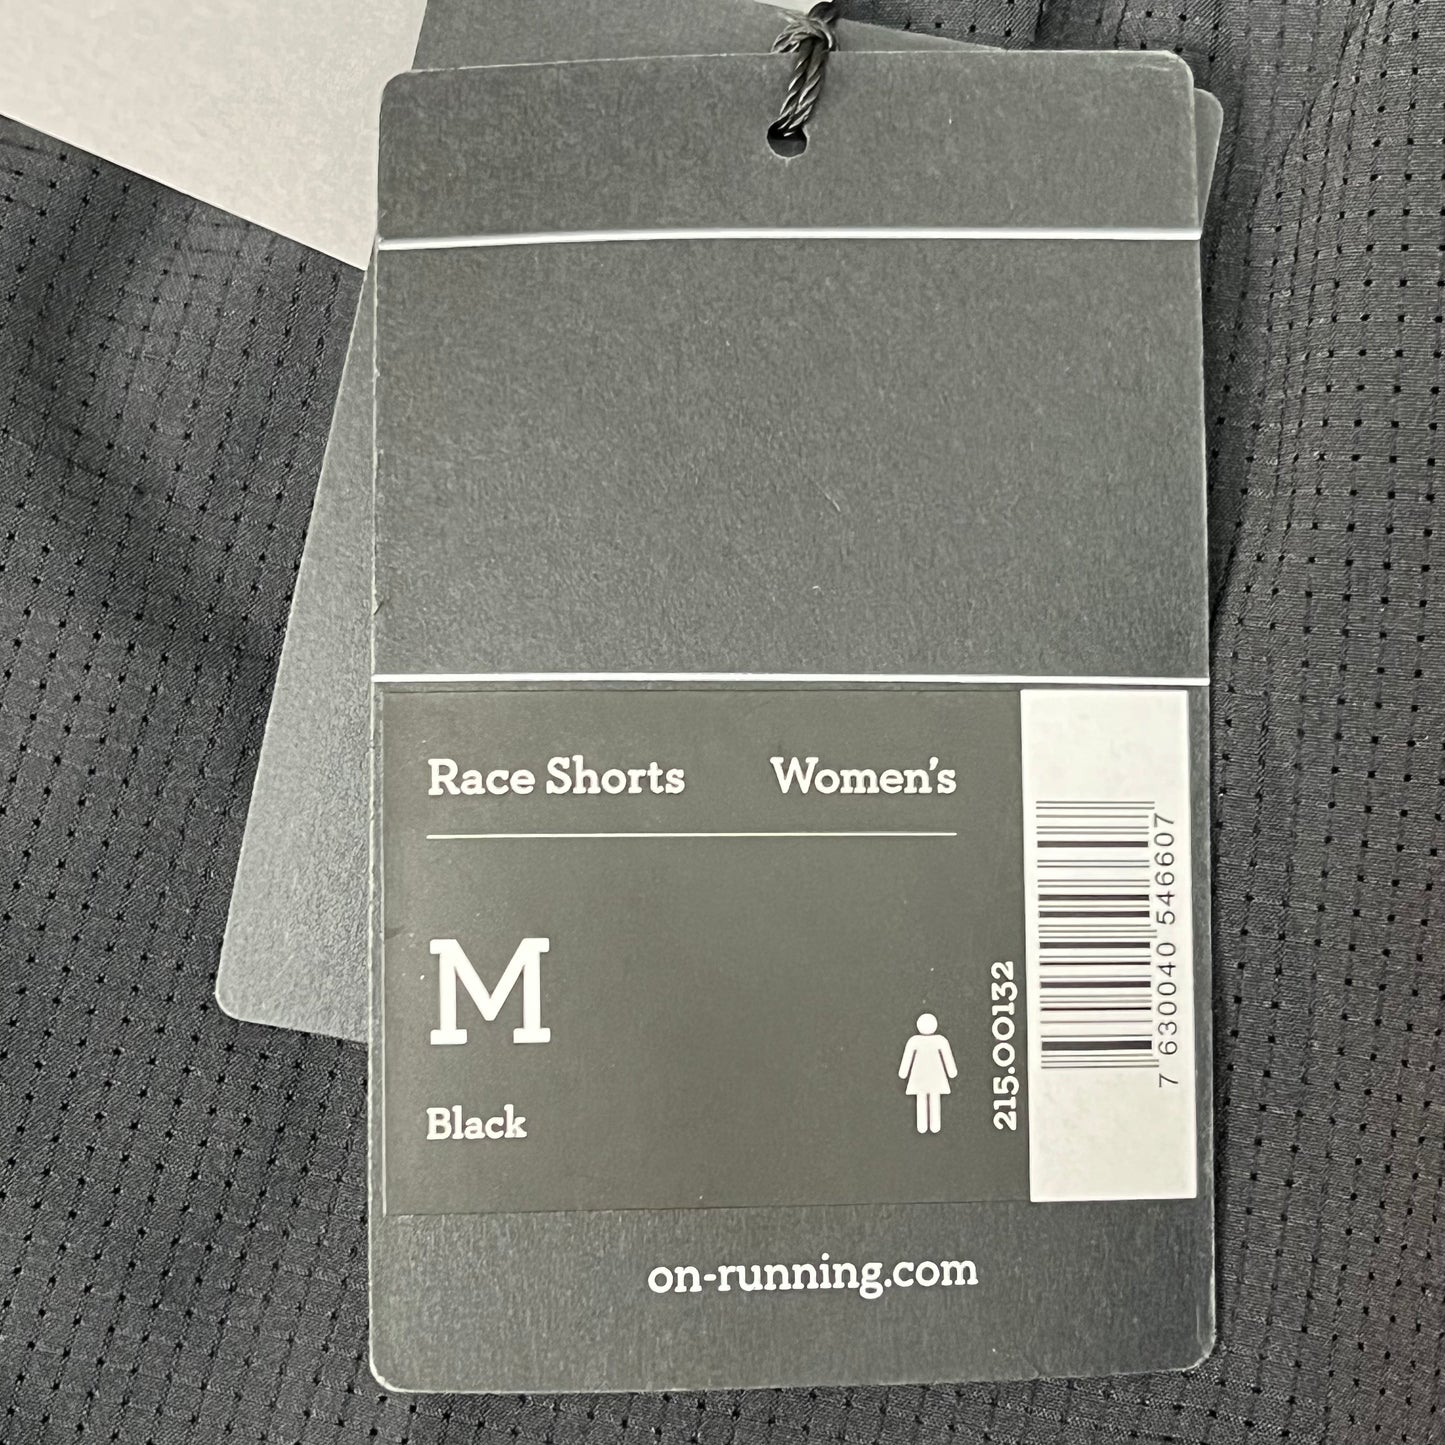 Race Shorts Women's
M
Black
215.00132
7 630040 546607
on-running.com